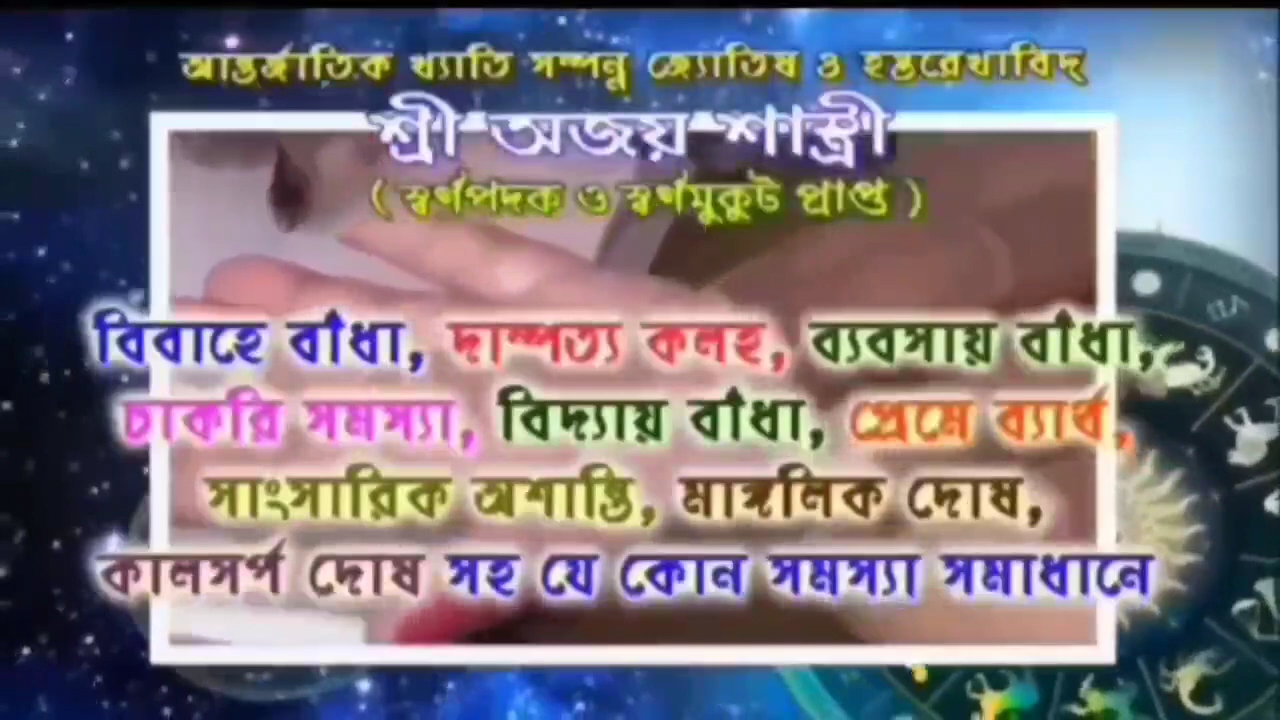 আন্তর্জাতিক খ্যাতি সম্পন্ন জ্যোতিষ ও হস্তরেখাবিদ্
শ্রী অজয় শাস্ত্রী
( স্বর্ণপদক ও স্বর্ণমুকুট প্রাপ্ত )
বিবাহে বাঁধা, দাম্পত্য কলহ, ব্যবসায় বাঁধা,
চাকরি সমস্যা, বিদ্যায় বাঁধা, প্রেমে ব্যার্থ,
সাংসারিক অশান্তি, মাঙ্গলিক দোষ,
কালসর্প দোষ সহ যে কোন সমস্যা সমাধানে